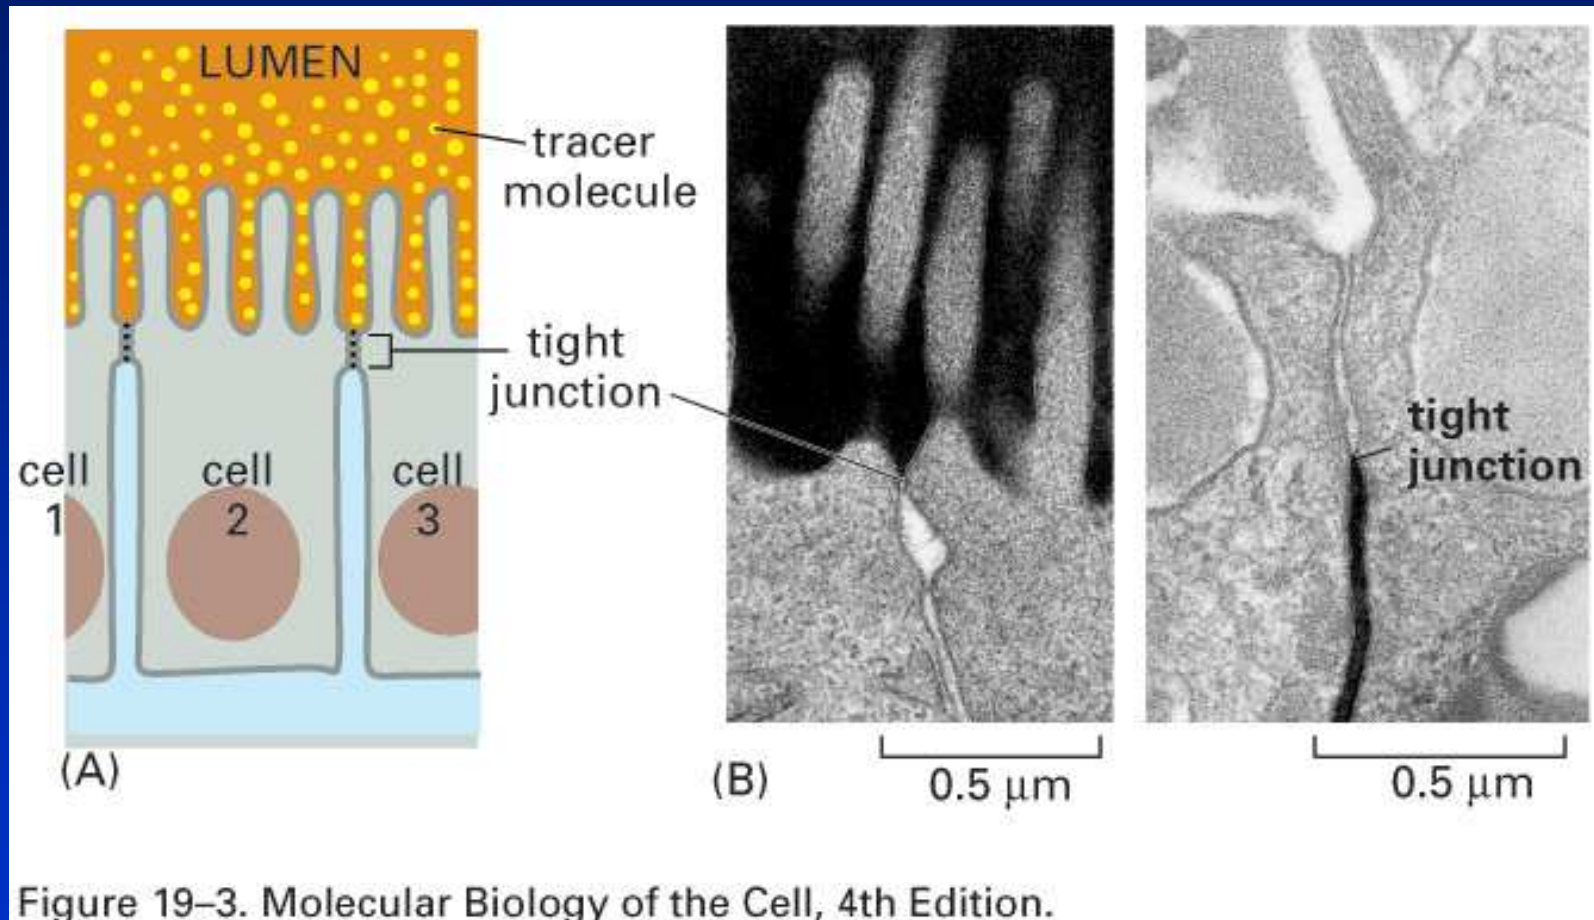 LUMEN
tracer
molecule
tight
junction
cell
1
cell
2
cell
3
(A)
tight
junction
(B)
0.5 μm
0.5 μm
Figure 19–3. Molecular Biology of the Cell, 4th Edition.